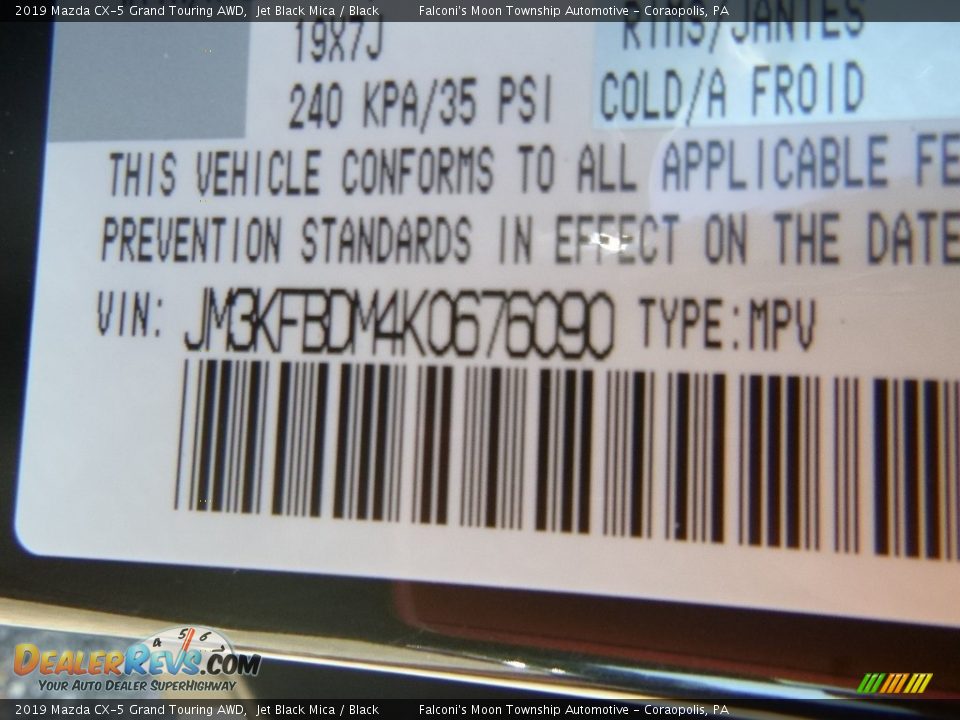 2019 Mazda CX-5 Grand Touring AWD, Jet Black Mica / Black Falconi's Moon Township Automotive - Coraopolis, PA
19X7J RIMS/JANTES
240 KPA/35 PSI COLD/A FROID
THIS VEHICLE CONFORMS TO ALL APPLICABLE FE
PREVENTION STANDARDS IN EFFECT ON THE DATE
VIN: JM3KFBDM4K0676090 TYPE:MPV
4 5 6
DEALERREVS.COM
YOUR AUTO DEALER SUPERHIGHWAY
2019 Mazda CX-5 Grand Touring AWD, Jet Black Mica / Black Falconi's Moon Township Automotive - Coraopolis, PA